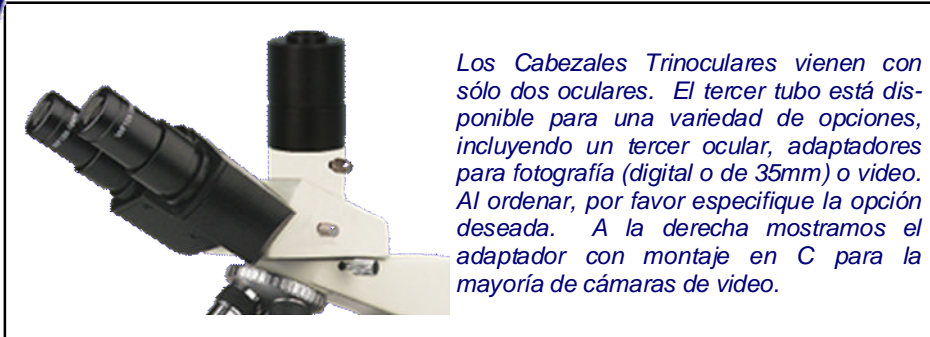 Los Cabezales Trinoculares vienen con
sólo dos oculares. El tercer tubo está dis-
ponible para una variedad de opciones,
incluyendo un tercer ocular, adaptadores
para fotografía (digital o de 35mm) o video.
Al ordenar, por favor especifique la opción
deseada. A la derecha mostramos el
adaptador con montaje en C para la
mayoría de cámaras de video.